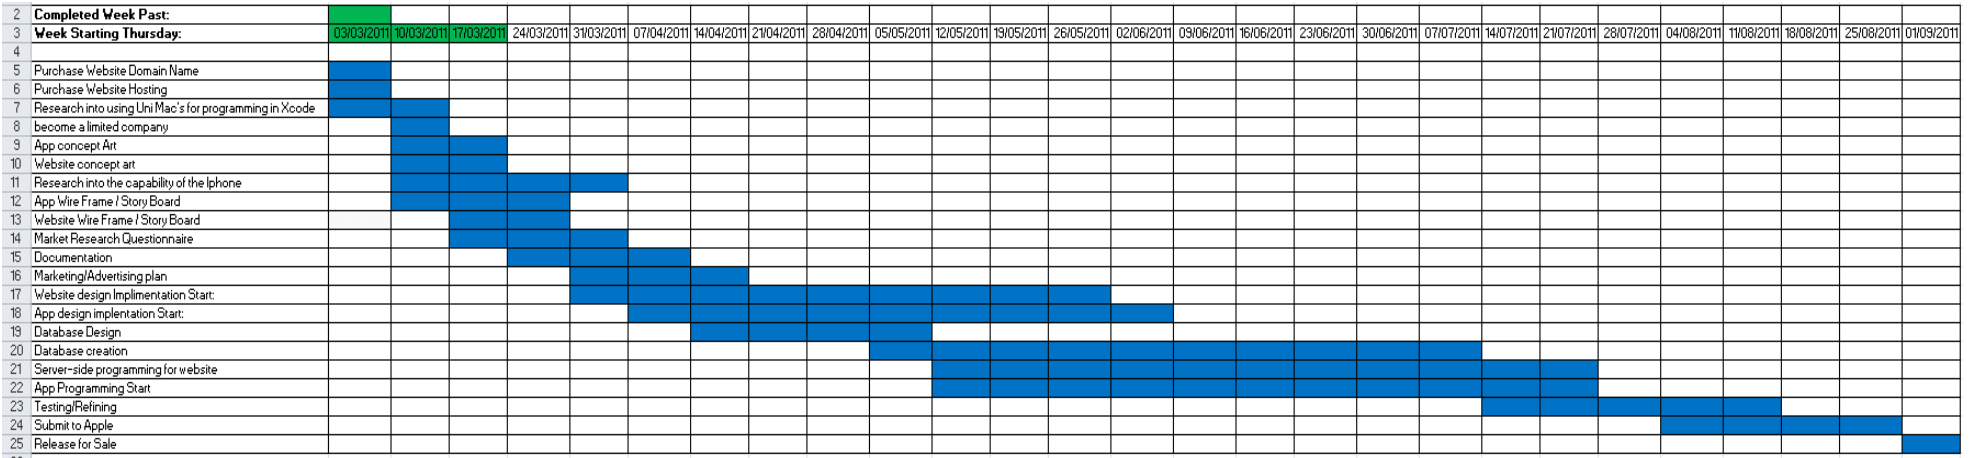 2 Completed Week Past:
3 Week Starting Thursday: 03/03/2011 10/03/2011 17/03/2011 24/03/2011 31/03/2011 07/04/2011 14/04/2011 21/04/2011 28/04/2011 05/05/2011 12/05/2011 19/05/2011 26/05/2011 02/06/2011 09/06/2011 16/06/2011 23/06/2011 30/06/2011 07/07/2011 14/07/2011 21/07/2011 28/07/2011 04/08/2011 11/08/2011 18/08/2011 25/08/2011 01/09/2011
4
5 Purchase Website Domain Name
6 Purchase Website Hosting
7 Research into using Uni Mac's for programming in Xcode
8 become a limited company
9 App concept Art
10 Website concept art
11 Research into the capability of the Iphone
12 App Wire Frame / Story Board
13 Website Wire Frame / Story Board
14 Market Research Questionnaire
15 Documentation
16 Marketing/Advertising plan
17 Website design Implimentation Start:
18 App design implentation Start:
19 Database Design
20 Database creation
21 Server-side programming for website
22 App Programming Start
23 Testing/Refining
24 Submit to Apple
25 Release for Sale